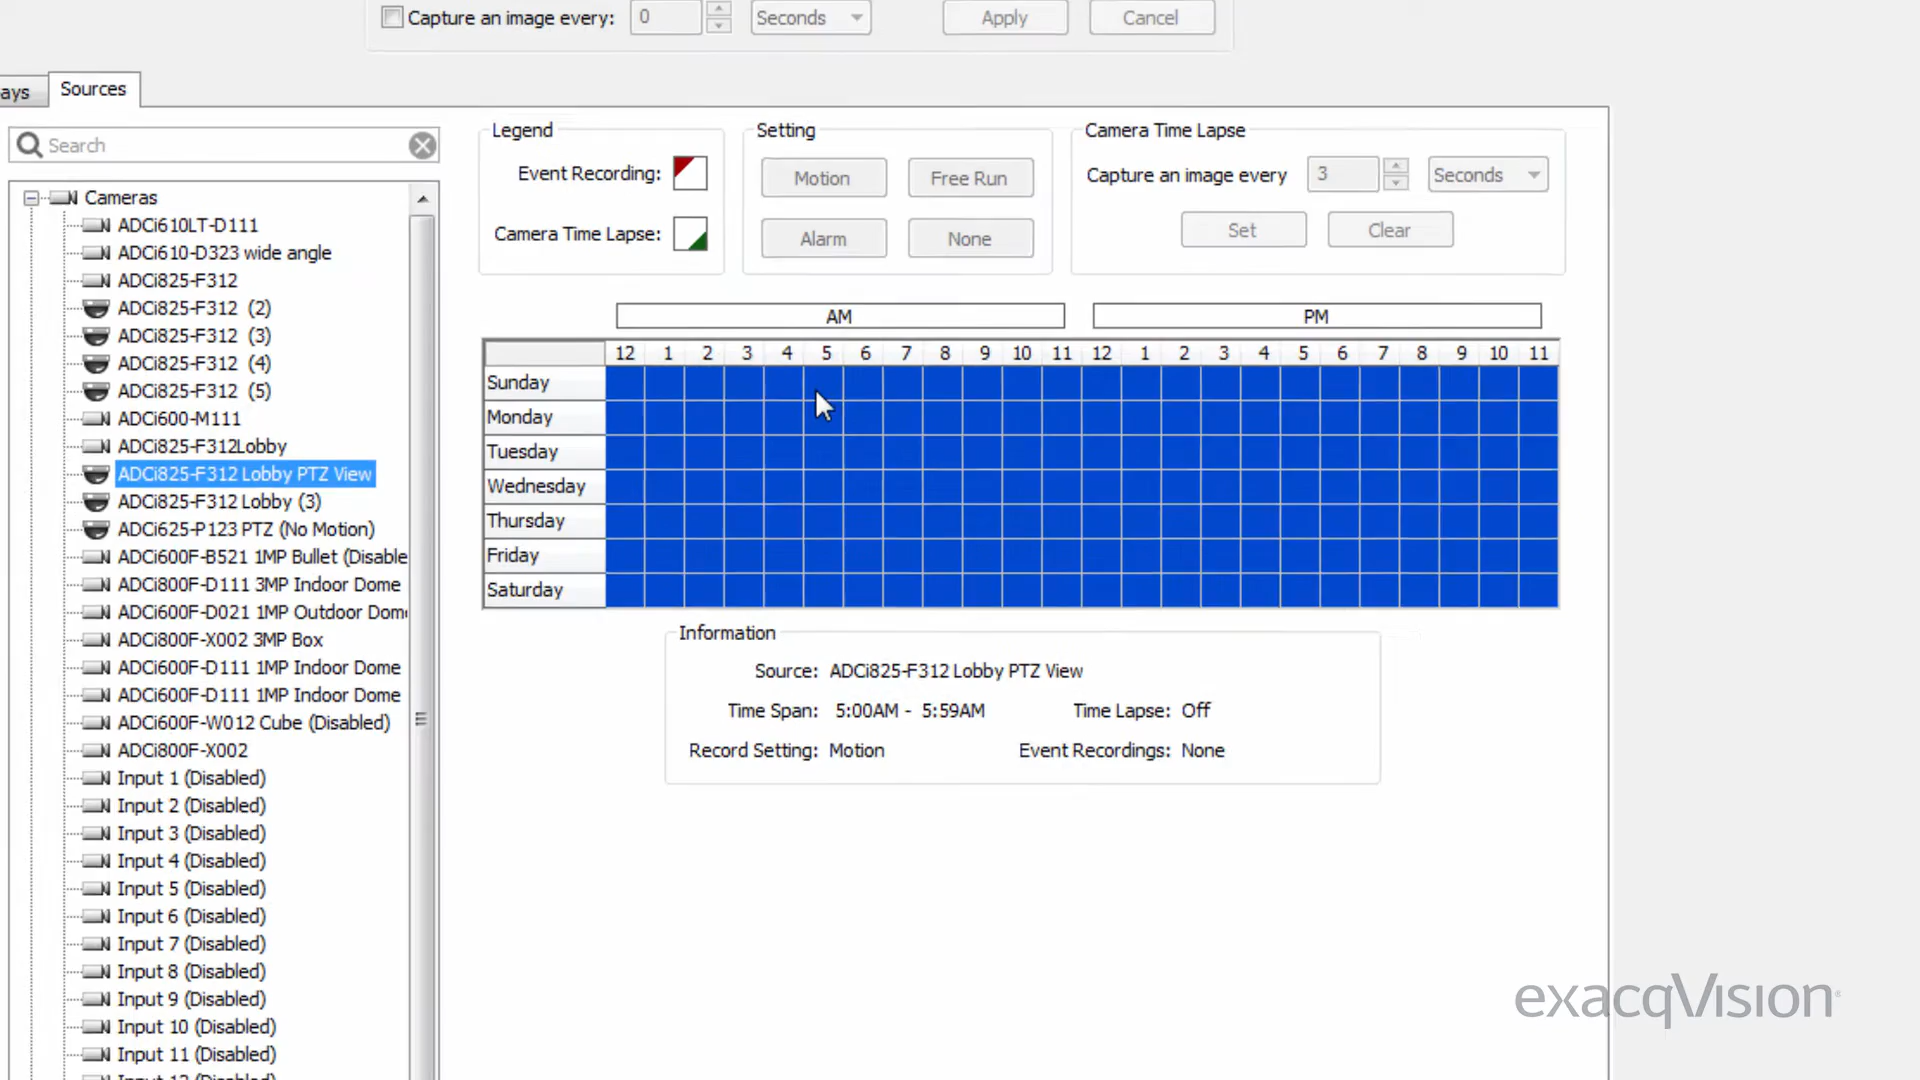 Capture an image every: 0 Seconds Apply Cancel
ays Sources
Search
Cameras
ADCi610LT-D111
ADCi610-D323 wide angle
ADCi825-F312
ADCi825-F312 (2)
ADCi825-F312 (3)
ADCi825-F312 (4)
ADCi825-F312 (5)
ADCi600-M111
ADCi825-F312Lobby
ADCi825-F312 Lobby PTZ View
ADCi825-F312 Lobby (3)
ADCi625-P123 PTZ (No Motion)
ADCi600F-B521 1MP Bullet (Disable
ADCi800F-D111 3MP Indoor Dome
ADCi600F-D021 1MP Outdoor Dom
ADCi800F-X002 3MP Box
ADCi600F-D111 1MP Indoor Dome
ADCi600F-D111 1MP Indoor Dome
ADCi600F-W012 Cube (Disabled)
ADCi800F-X002
Input 1 (Disabled)
Input 2 (Disabled)
Input 3 (Disabled)
Input 4 (Disabled)
Input 5 (Disabled)
Input 6 (Disabled)
Input 7 (Disabled)
Input 8 (Disabled)
Input 9 (Disabled)
Input 10 (Disabled)
Input 11 (Disabled)
Legend
Event Recording:
Camera Time Lapse:
Setting
Motion Free Run
Alarm None
Camera Time Lapse
Capture an image every 3 Seconds
Set Clear
AM PM
12 1 2 3 4 5 6 7 8 9 10 11 12 1 2 3 4 5 6 7 8 9 10 11
Sunday
Monday
Tuesday
Wednesday
Thursday
Friday
Saturday
Information
Source: ADCi825-F312 Lobby PTZ View
Time Span: 5:00AM - 5:59AM Time Lapse: Off
Record Setting: Motion Event Recordings: None
exacqVision